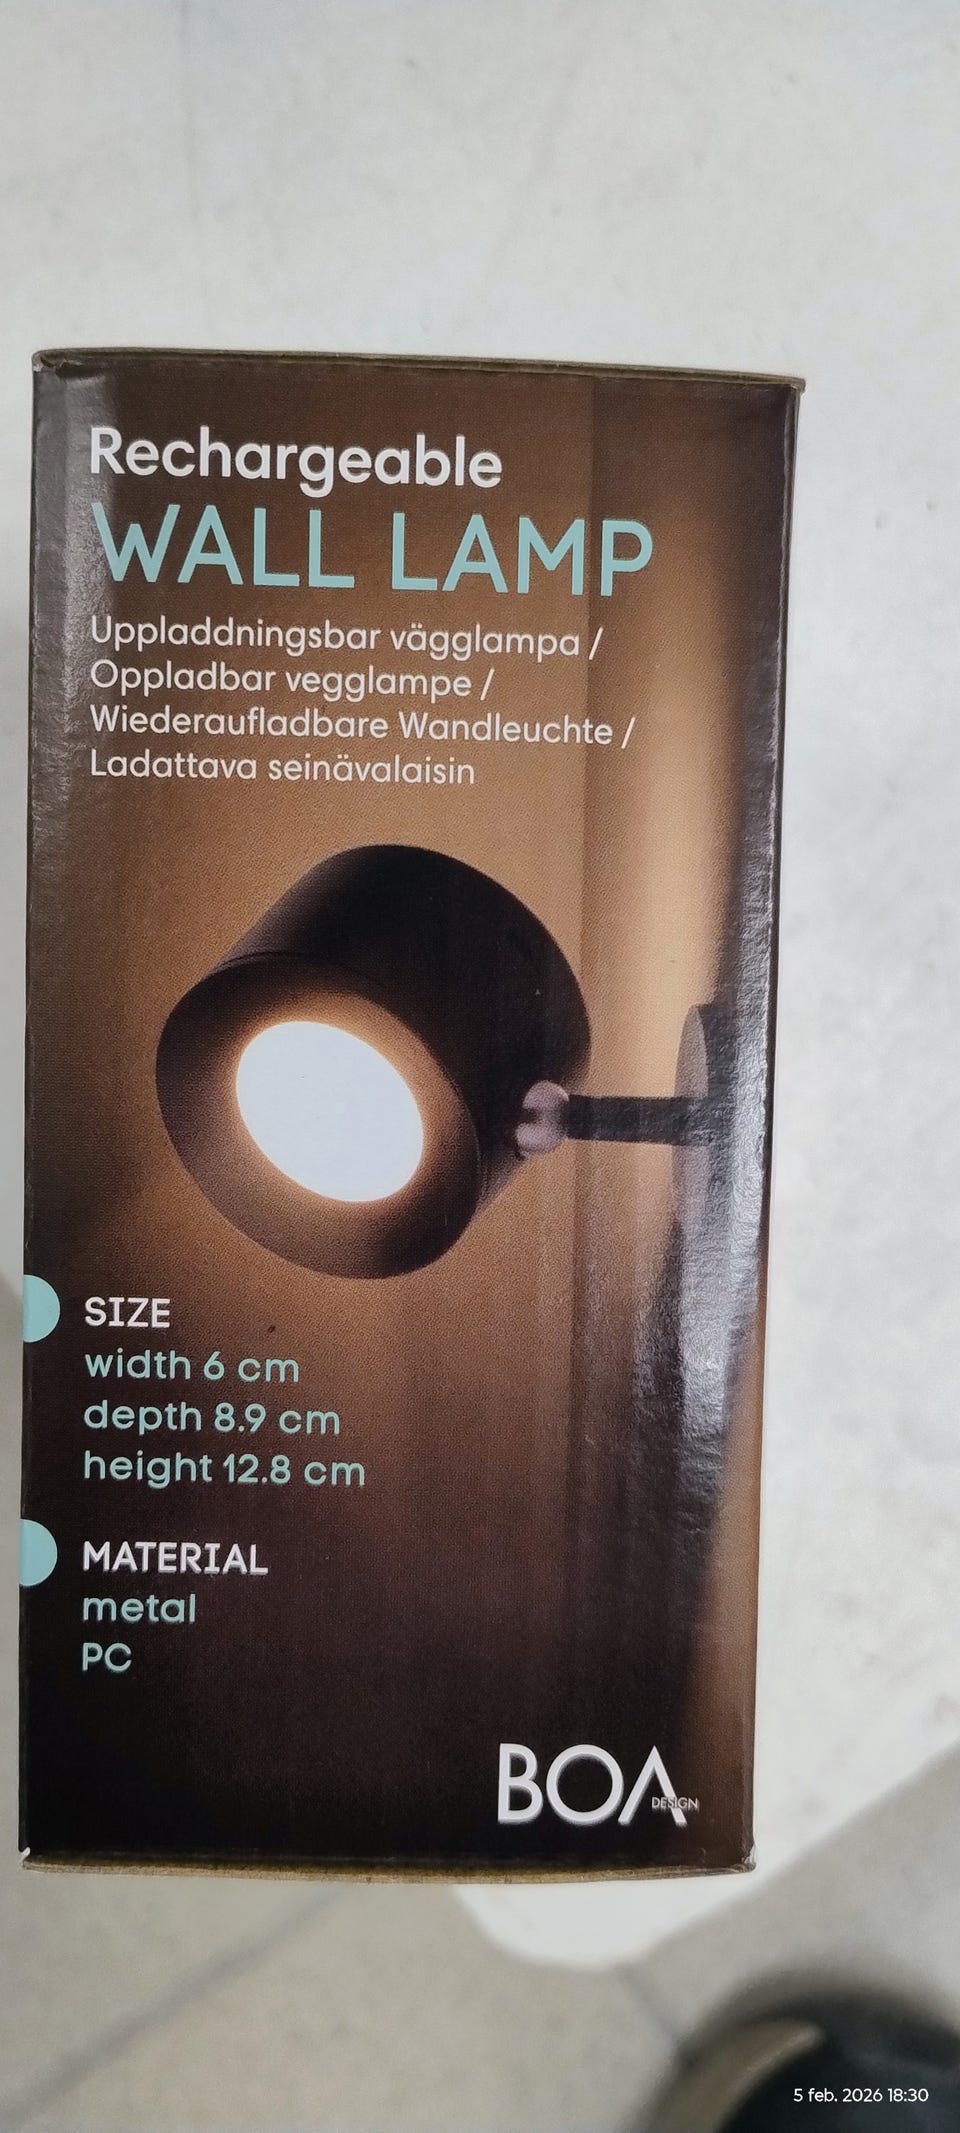 Rechargeable
WALL LAMP
Uppladdningsbar vägglampa /
Oppladbar vegglampe /
Wiederaufladbare Wandleuchte /
Ladattava seinävalaisin
SIZE
width 6 cm
depth 8.9 cm
height 12.8 cm
MATERIAL
metal
PC
BOA
DESIGN
5 feb. 2026 18:30